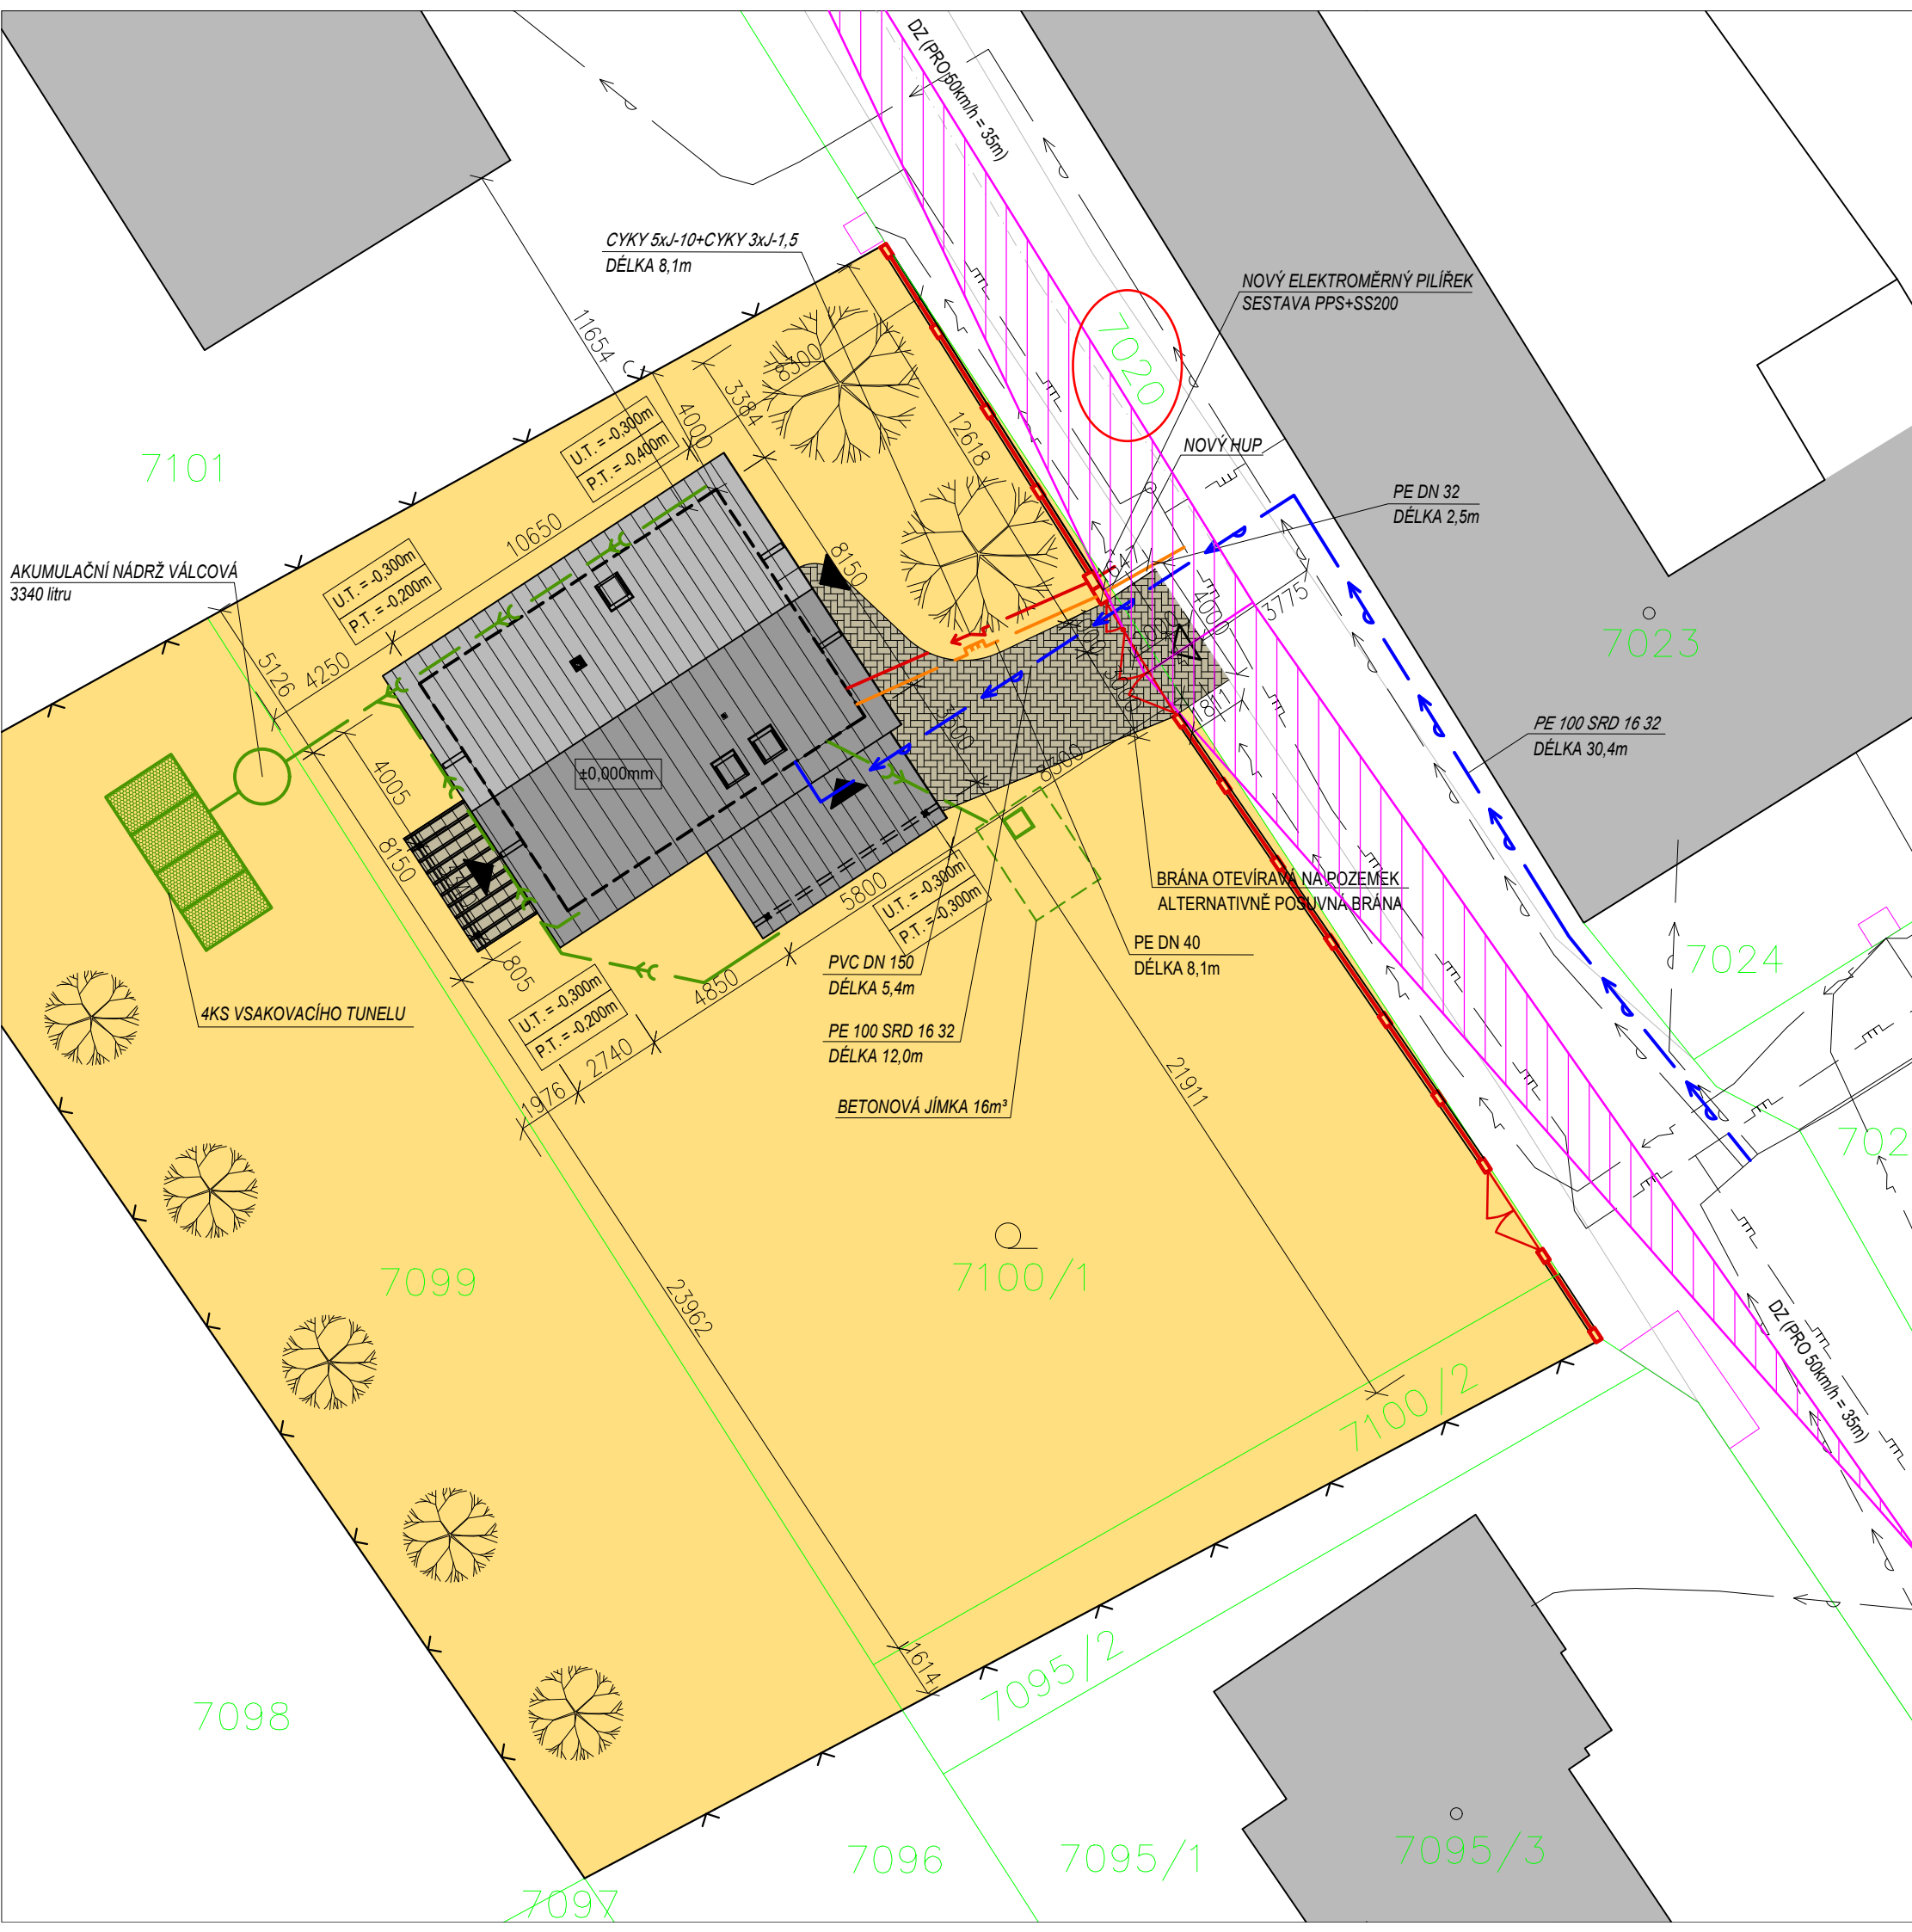 DZ (PRO 50km/h = 35m)
CYKY 5xJ-10+CYKY 3xJ-1,5
DÉLKA 8,1m
NOVÝ ELEKTROMĚRNÝ PILÍŘEK
SESTAVA PPS+SS200
7020
11654
8300
3384
4000
12618
7101
U.T. = -0,300m
P.T. = -0,400m
NOVÝ HUP
PE DN 32
DÉLKA 2,5m
10650
8150
AKUMULAČNÍ NÁDRŽ VÁLCOVÁ
3340 litru
U.T. = -0,300m
P.T. = -0,200m
4000
3775
7023
5126
4250
1811
PE 100 SRD 16 32
DÉLKA 30,4m
±0,000mm
4005
8150
6500
5800
U.T. = -0,300m
P.T. = -0,300m
BRÁNA OTEVÍRAVÁ NA POZEMEK
ALTERNATIVNĚ POSUVNÁ BRÁNA
PE DN 40
DÉLKA 8,1m
7024
805
4850
PVC DN 150
DÉLKA 5,4m
4KS VSAKOVACÍHO TUNELU
U.T. = -0,300m
P.T. = -0,200m
PE 100 SRD 16 32
DÉLKA 12,0m
2740
1976
BETONOVÁ JÍMKA 16m³
21911
702
7099
23962
7100/1
DZ (PRO 50km/h = 35m)
7100/2
1614
7095/2
7098
7096
7095/1
7095/3
7097